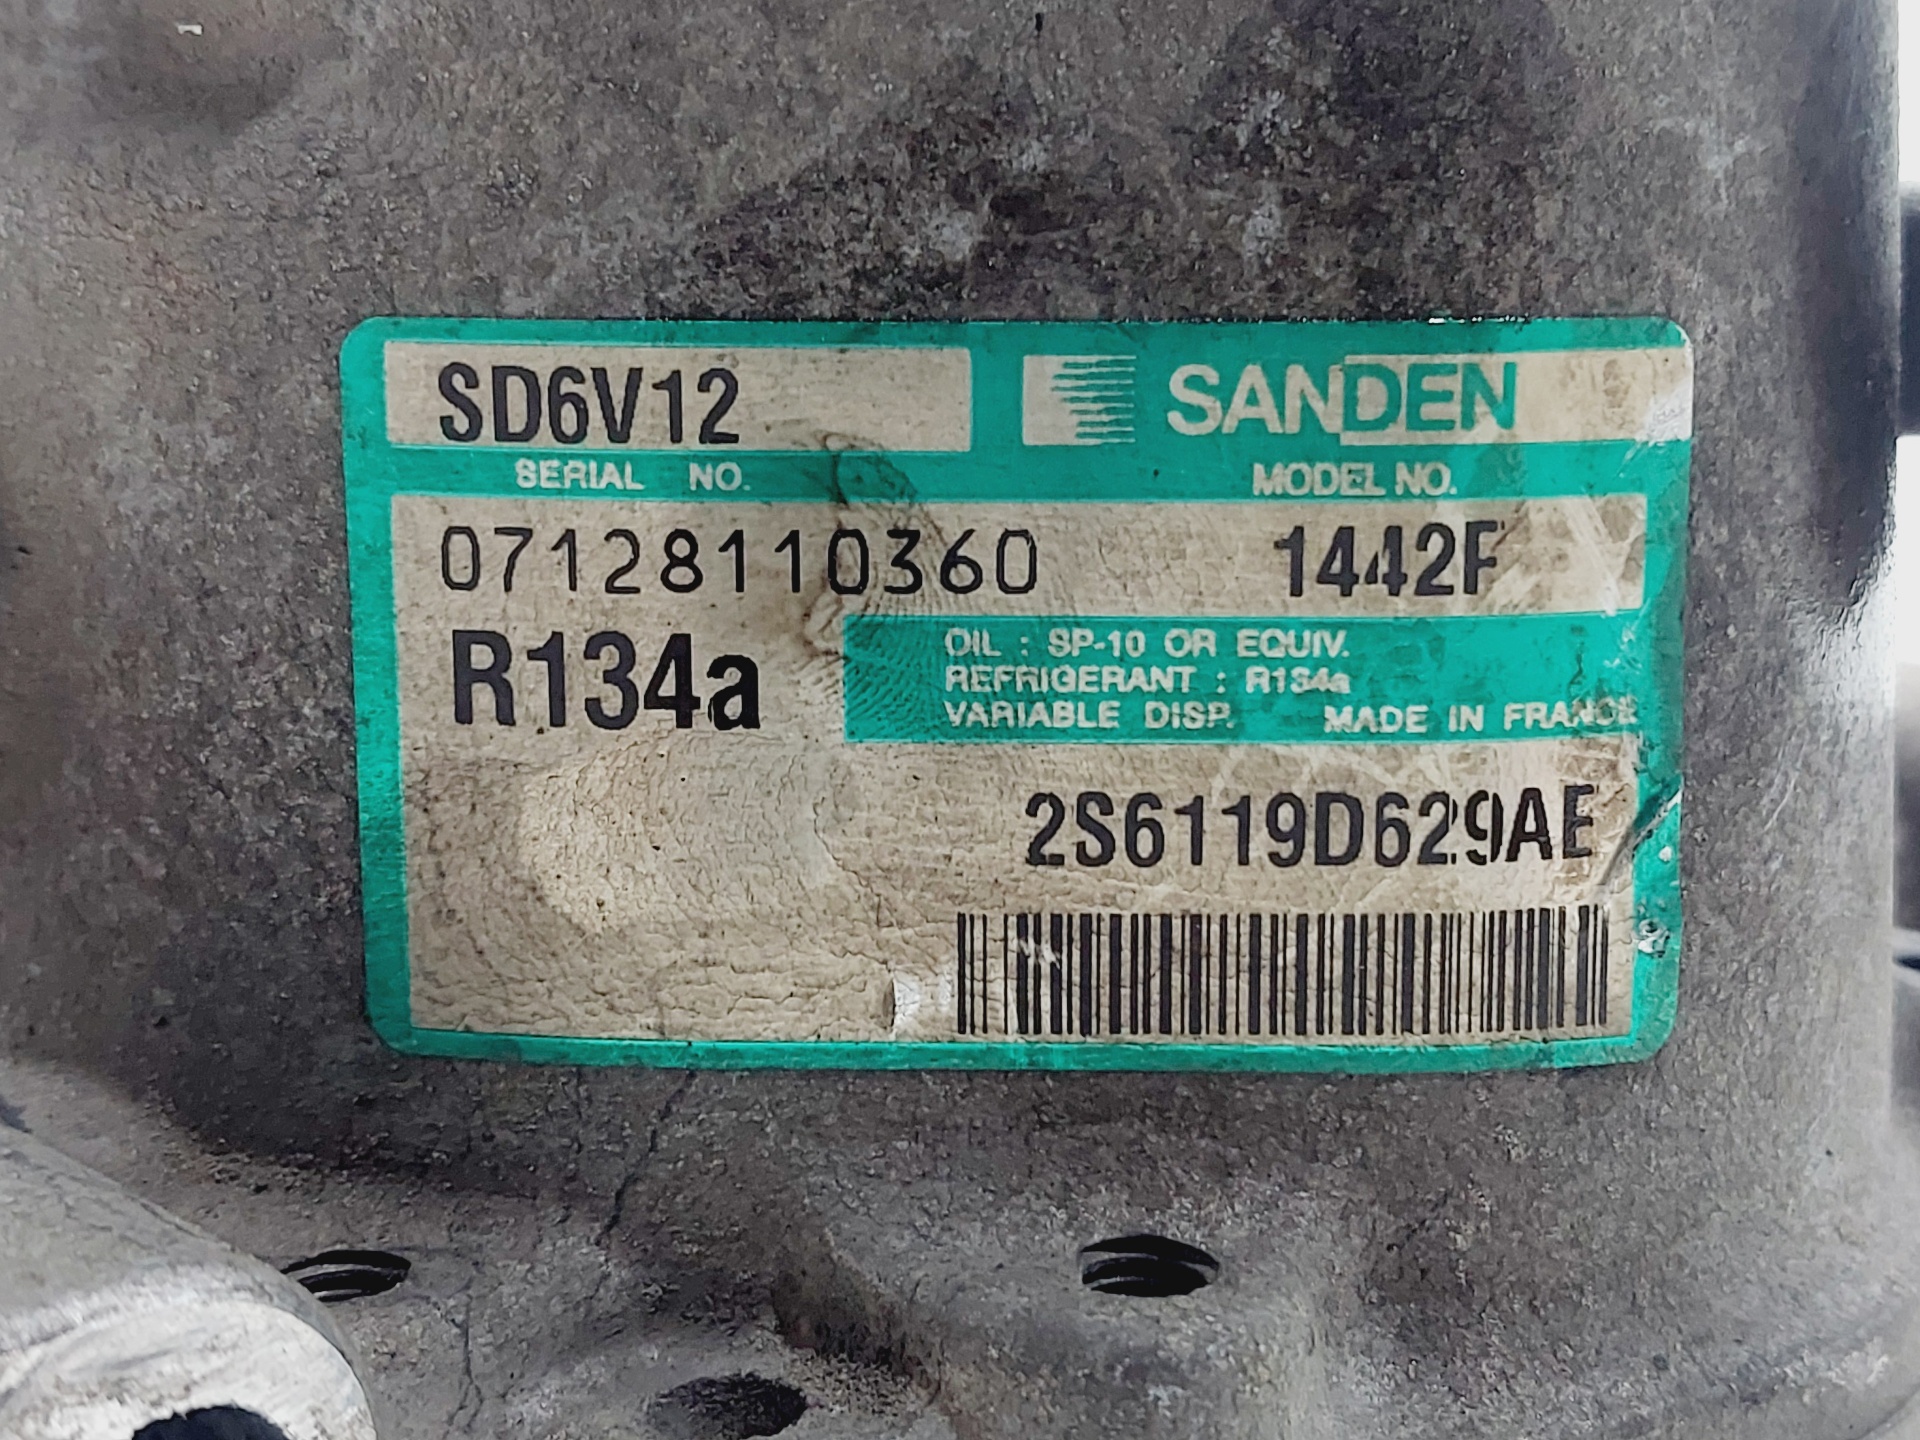 SD6V12
SANDEN
SERIAL NO.
MODEL NO.
07128110360
1442F
R134a
OIL : SP-10 OR EQUIV.
REFRIGERANT : R134a
VARIABLE DISP. MADE IN FRANCE
2S6119D629AE